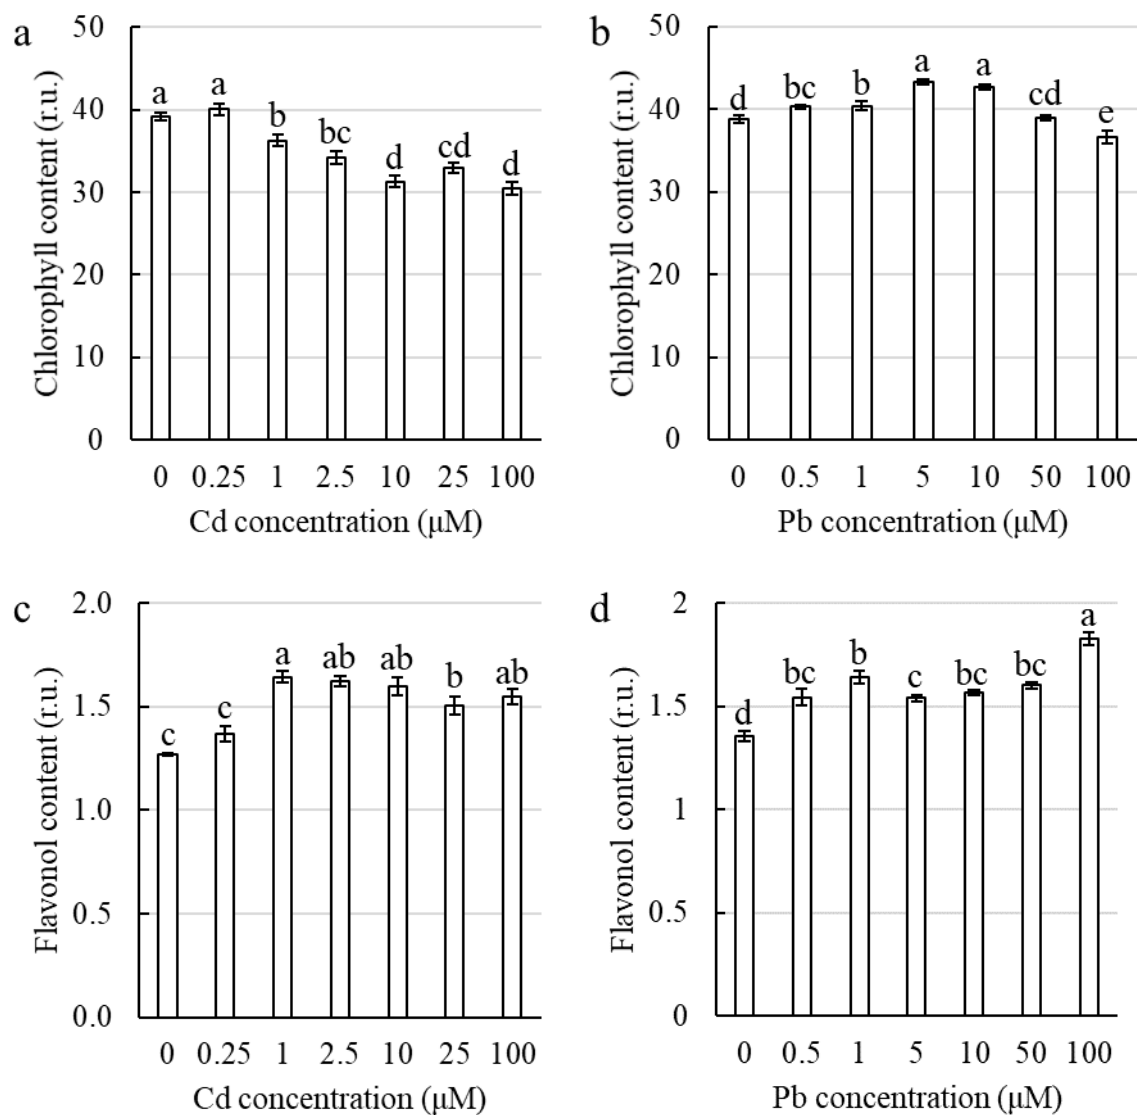 a
Chlorophyll content (r.u.)
50
40
30
20
10
0
a a b bc d cd d
0 0.25 1 2.5 10 25 100
Cd concentration (μM)
b
Chlorophyll content (r.u.)
50
40
30
20
10
0
d bc b a a cd e
0 0.5 1 5 10 50 100
Pb concentration (μM)
c
Flavonol content (r.u.)
2.0
1.5
1.0
0.5
0.0
c c a ab ab b ab
0 0.25 1 2.5 10 25 100
Cd concentration (μM)
d
Flavonol content (r.u.)
2
1.5
1
0.5
0
d bc b c bc bc a
0 0.5 1 5 10 50 100
Pb concentration (μM)